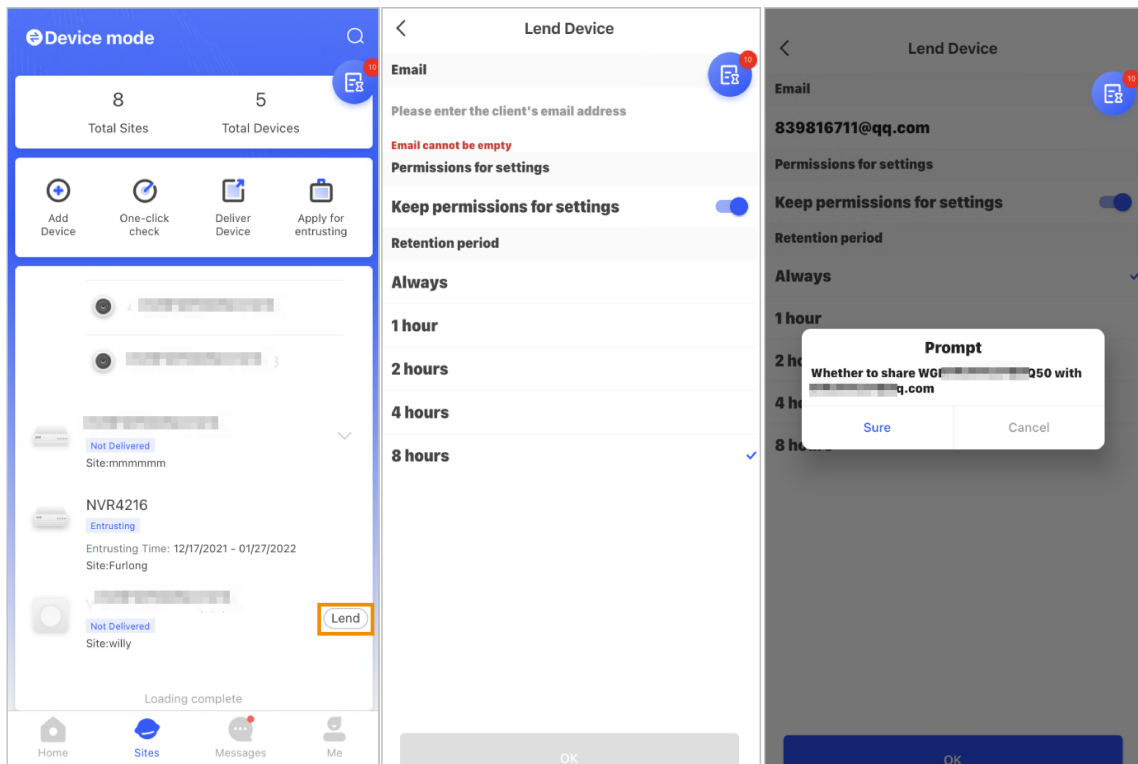 Device mode
10
8
5
Total Sites
Total Devices
Add
Device
One-click
check
Deliver
Device
Apply for
entrusting
Not Delivered
Site:mmmmmm
NVR4216
Entrusting
Entrusting Time: 12/17/2021 - 01/27/2022
Site:Furlong
Lend
Not Delivered
Site:willy
Loading complete
Home
Sites
Messages
Me
Lend Device
Email
10
Please enter the client's email address
Email cannot be empty
Permissions for settings
Keep permissions for settings
Retention period
Always
1 hour
2 hours
4 hours
8 hours
OK
Lend Device
Email
10
839816711@qq.com
Permissions for settings
Keep permissions for settings
Retention period
Always
1 hour
Prompt
Whether to share Q50 with
q.com
Sure
Cancel
OK